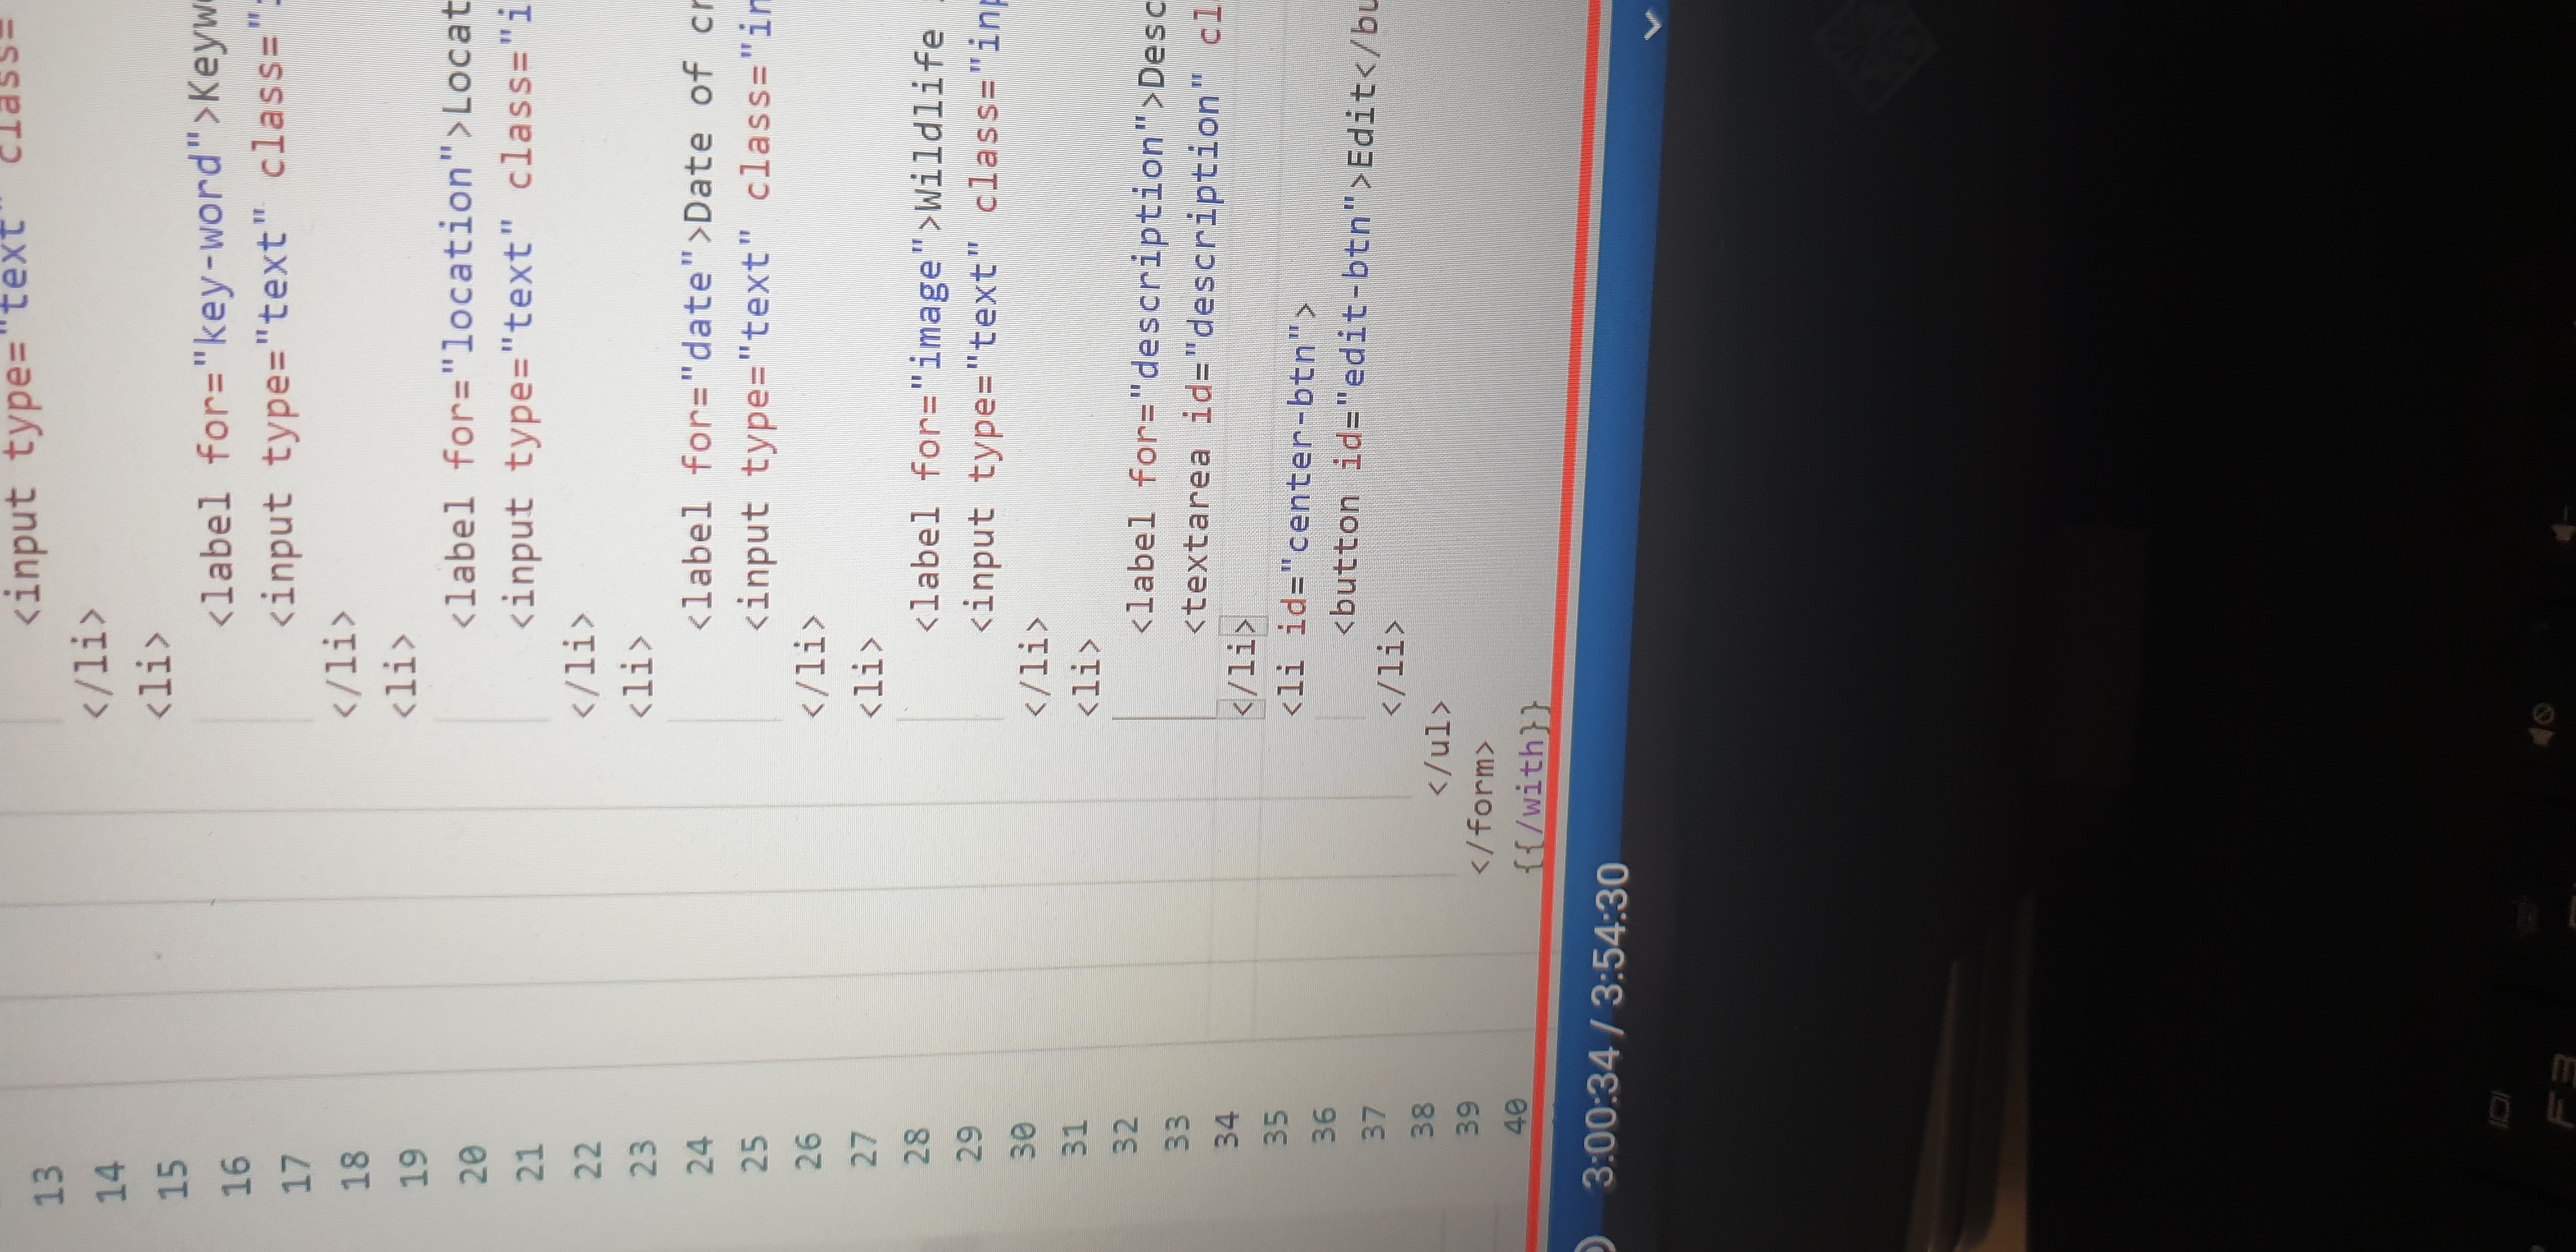 13 <input type="text" class=
14 </li>
15 <li>
16 <label for="key-word">Keyw
17 <input type="text" class="
18 </li>
19 <li>
20 <label for="location">Locat
21 <input type="text" class="i
22 </li>
23 <li>
24 <label for="date">Date of cr
25 <input type="text" class="in
26 </li>
27 <li>
28 <label for="image">Wildlife
29 <input type="text" class="inp
30 </li>
31 <li>
32 <label for="description">Desc
33 <textarea id="description" cl
34 </li>
35 <li id="center-btn">
36 <button id="edit-btn">Edit</bu
37 </li>
38 </ul>
39 </form>
40 {{/with}}
3:00:34 / 3:54:30
F3